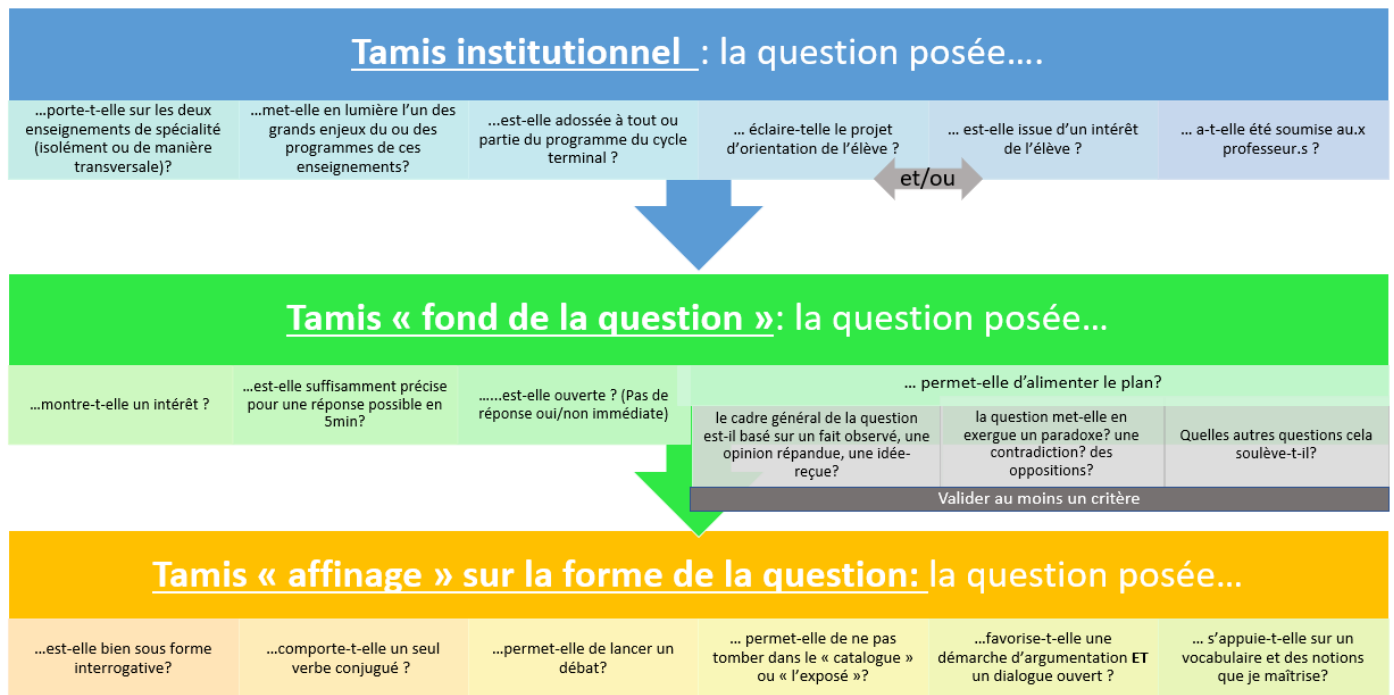 Tamis institutionnel  : la question posée….
…porte-t-elle sur les deux
enseignements de spécialité
(isolément ou de manière
transversale)?
…met-elle en lumière l’un des
grands enjeux du ou des
programmes de ces
enseignements?
...est-elle adossée à tout ou
partie du programme du cycle
terminal ?
… éclaire-telle le projet
d’orientation de l’élève ?
… est-elle issue d’un intérêt
de l’élève ?
… a-t-elle été soumise au.x
professeur.s ?
et/ou
Tamis « fond de la question »: la question posée…
…montre-t-elle un intérêt ?
…est-elle suffisamment précise
pour une réponse possible en
5min?
…...est-elle ouverte ? (Pas de
réponse oui/non immédiate)
… permet-elle d’alimenter le plan?
le cadre général de la question
est-il basé sur un fait observé, une
opinion répandue, une idée-
reçue?
la question met-elle en
exergue un paradoxe? une
contradiction? des
oppositions?
Quelles autres questions cela
soulève-t-il?
Valider au moins un critère
Tamis « affinage » sur la forme de la question: la question posée…
…est-elle bien sous forme
interrogative?
…comporte-t-elle un seul
verbe conjugué ?
…permet-elle de lancer un
débat?
… permet-elle de ne pas
tomber dans le « catalogue »
ou « l’exposé »?
…favorise-t-elle une
démarche d’argumentation ET
un dialogue ouvert ?
… s’appuie-t-elle sur un
vocabulaire et des notions
que je maîtrise?